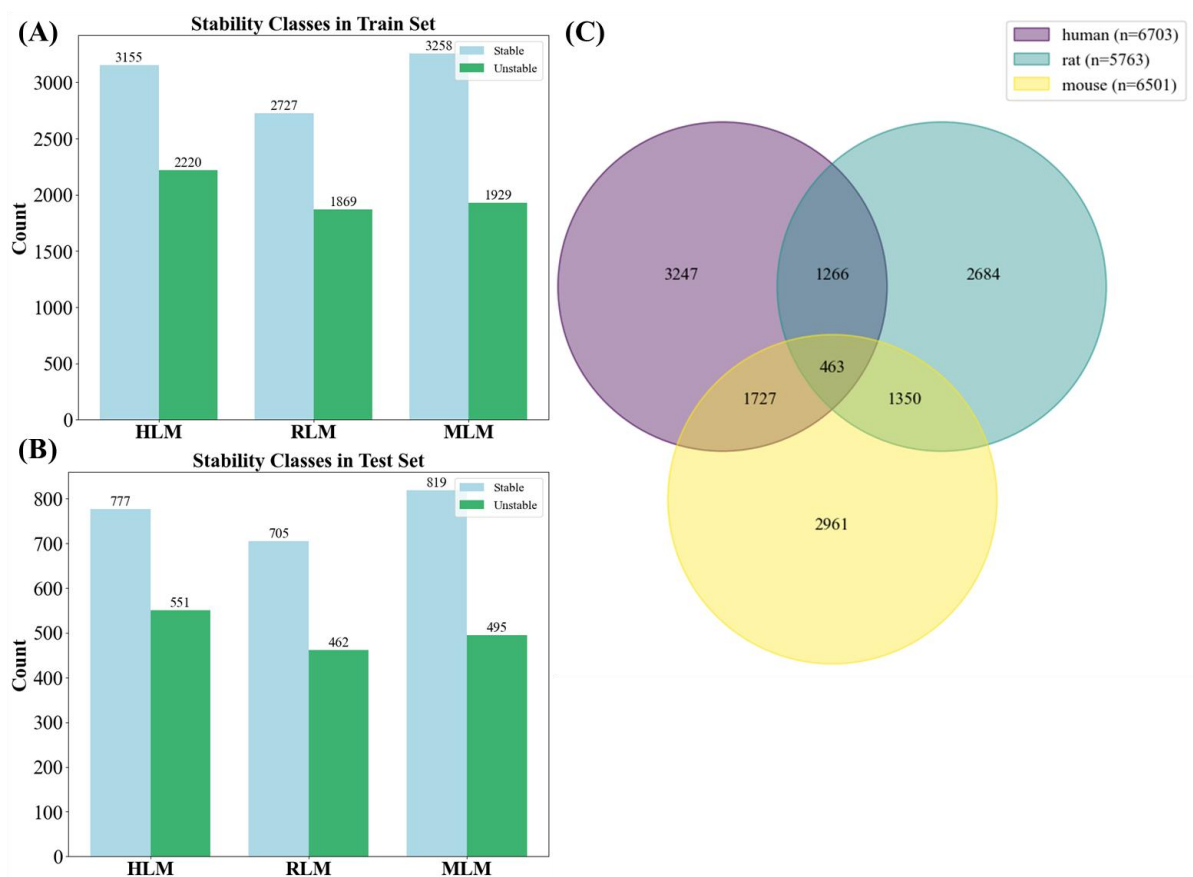 (A)
Stability Classes in Train Set
Stable
Unstable
3155
2220
2727
1869
3258
1929
3000
2500
2000
1500
1000
500
0
Count
HLM RLM MLM
(B)
Stability Classes in Test Set
Stable
Unstable
777
551
705
462
819
495
800
700
600
500
400
300
200
100
0
Count
HLM RLM MLM
(C)
human (n=6703)
rat (n=5763)
mouse (n=6501)
3247 1266 2684
463
1727 1350
2961